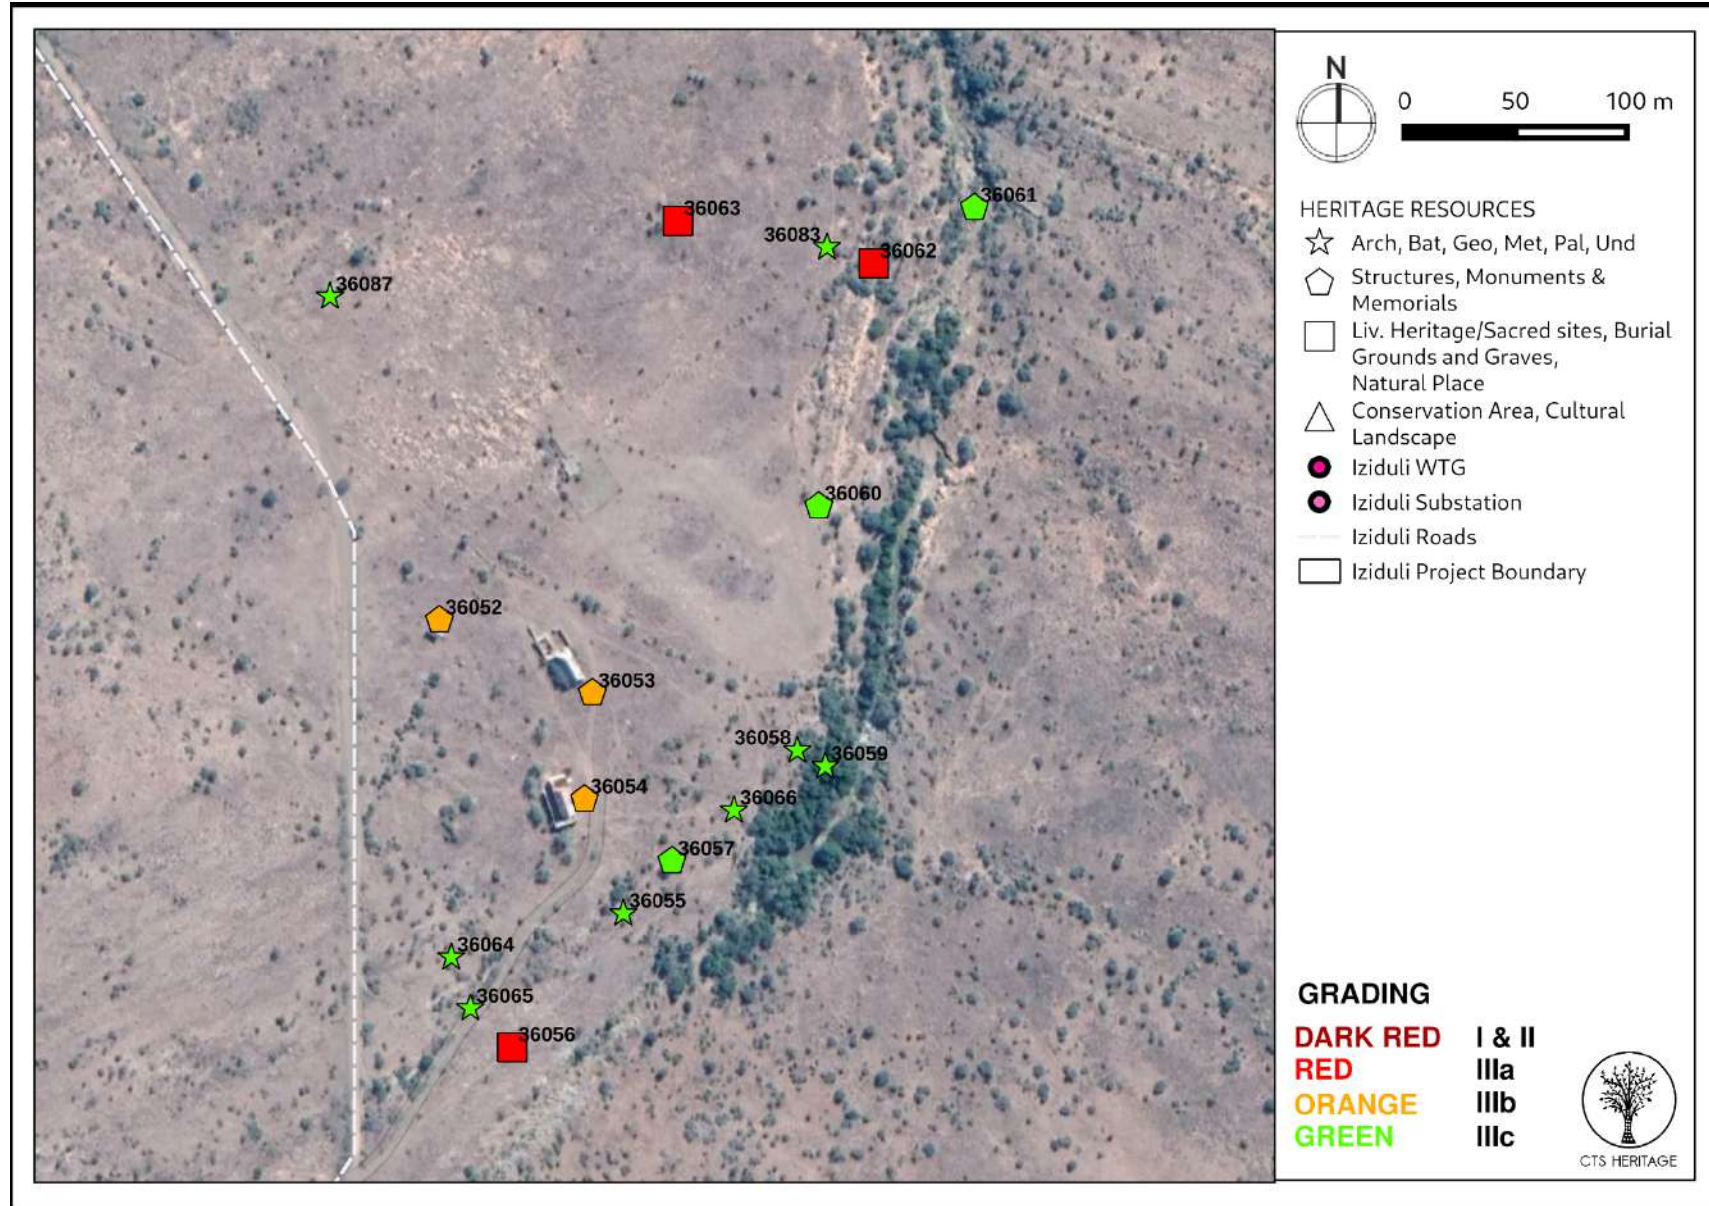 36061
36063
36083
36062
36087
36060
36052
36053
36058
36059
36054
36066
36057
36055
36064
36065
36056
N
0 50 100 m
HERITAGE RESOURCES
Arch, Bat, Geo, Met, Pal, Und
Structures, Monuments &
Memorials
Liv. Heritage/Sacred sites, Burial
Grounds and Graves,
Natural Place
Conservation Area, Cultural
Landscape
Iziduli WTG
Iziduli Substation
Iziduli Roads
Iziduli Project Boundary
GRADING
DARK RED I & II
RED IIIa
ORANGE IIIb
GREEN IIIc
CTS HERITAGE